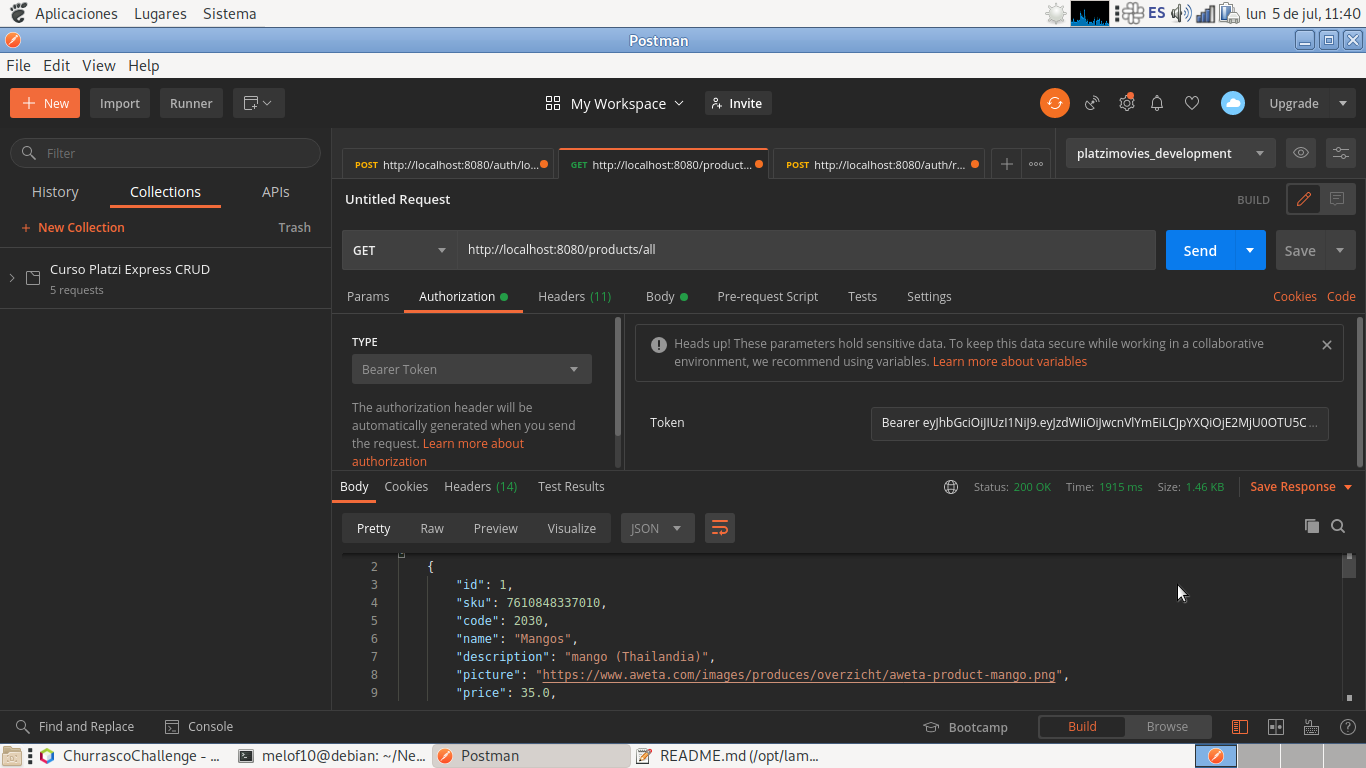 Aplicaciones Lugares Sistema ES lun 5 de jul, 11:40
Postman
File Edit View Help
New Import Runner My Workspace Invite Upgrade
Filter
POST http://localhost:8080/auth/lo... GET http://localhost:8080/product... POST http://localhost:8080/auth/r... platzimovies_development
History Collections APIs
Untitled Request BUILD
+ New Collection Trash
GET http://localhost:8080/products/all Send Save
Curso Platzi Express CRUD
5 requests
Params Authorization Headers (11) Body Pre-request Script Tests Settings Cookies Code
TYPE
Bearer Token
The authorization header will be
automatically generated when you send
the request. Learn more about
authorization
Heads up! These parameters hold sensitive data. To keep this data secure while working in a collaborative
environment, we recommend using variables. Learn more about variables
Token
Body Cookies Headers (14) Test Results Status: 200 OK Time: 1915 ms Size: 1.46 KB Save Response
Pretty Raw Preview Visualize JSON
2 {
3 "id": 1,
4 "sku": 7610848337010,
5 "code": 2030,
6 "name": "Mangos",
7 "description": "mango (Thailandia)",
8 "picture": "https://www.aweta.com/images/produces/overzicht/aweta-product-mango.png",
9 "price": 35.0,
Find and Replace Console Bootcamp Build Browse
ChurrascoChallenge - ... melof10@debian: ~/Ne... Postman README.md (/opt/lam...